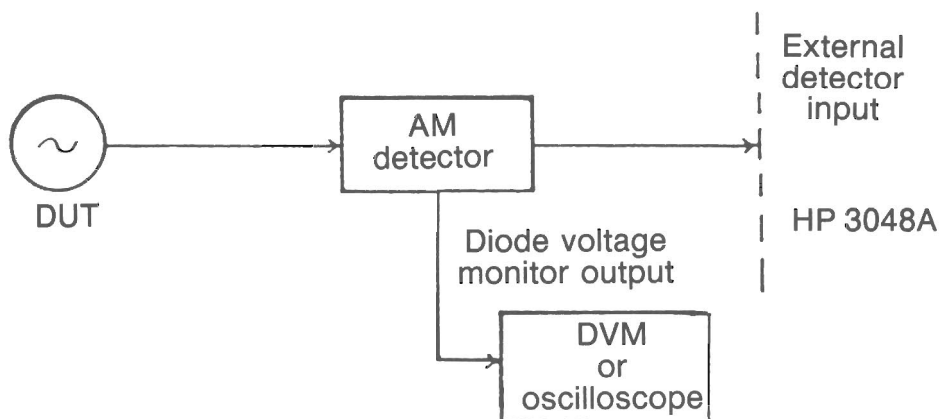 External
detector
input
AM
detector
DUT
HP 3048A
Diode voltage
monitor output
DVM
or
oscilloscope